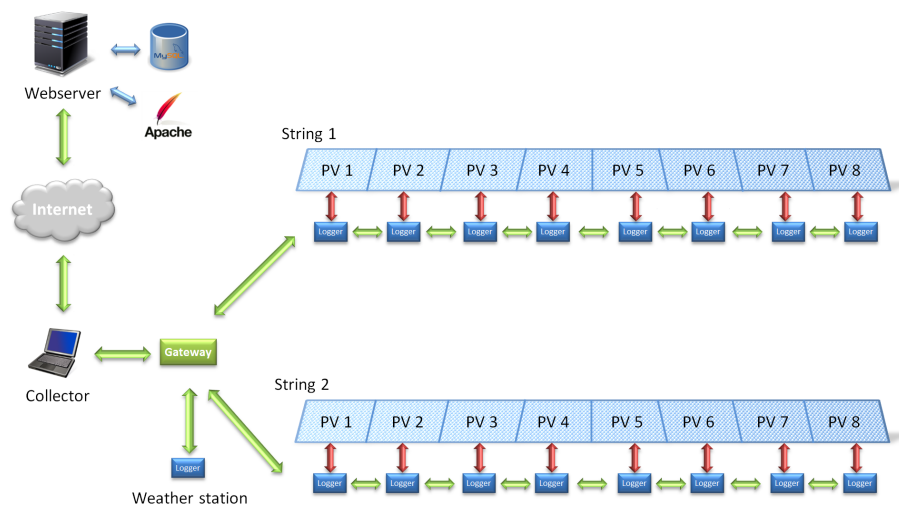 My
Webserver
Apache
String 1
PV 1 PV 2 PV 3 PV 4 PV 5 PV 6 PV 7 PV 8
Internet
Logger Logger Logger Logger Logger Logger Logger Logger
Gateway
Collector
String 2
PV 1 PV 2 PV 3 PV 4 PV 5 PV 6 PV 7 PV 8
Logger
Logger Logger Logger Logger Logger Logger Logger Logger
Weather station